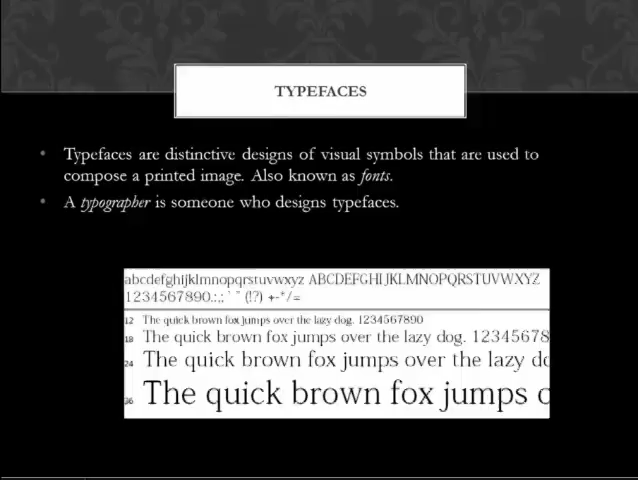 TYPEFACES
• Typefaces are distinctive designs of visual symbols that are used to
compose a printed image. Also known as fonts.
• A typographer is someone who designs typefaces.
abcdefghijklmnopqrstuvwxyz ABCDEFGHIJKLMNOPQRSTUVWXYZ
1234567890.:,; ' " (!?) +-*/=
12 The quick brown fox jumps over the lazy dog. 1234567890
18 The quick brown fox jumps over the lazy dog. 12345678
24 The quick brown fox jumps over the lazy do
36 The quick brown fox jumps o